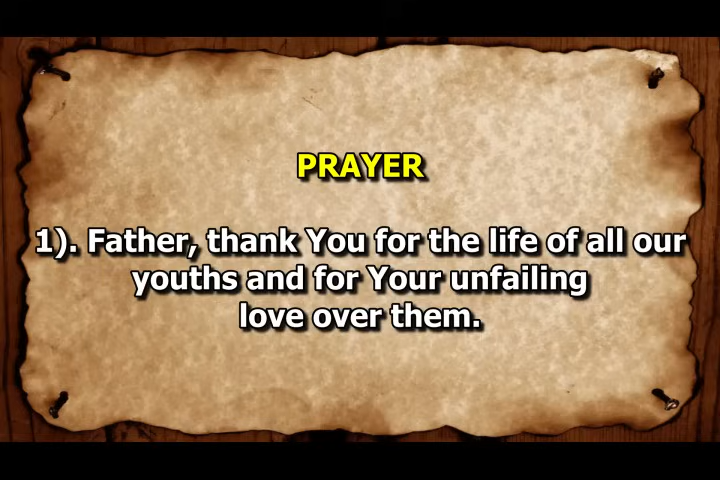 PRAYER
1). Father, thank You for the life of all our
youths and for Your unfailing
love over them.